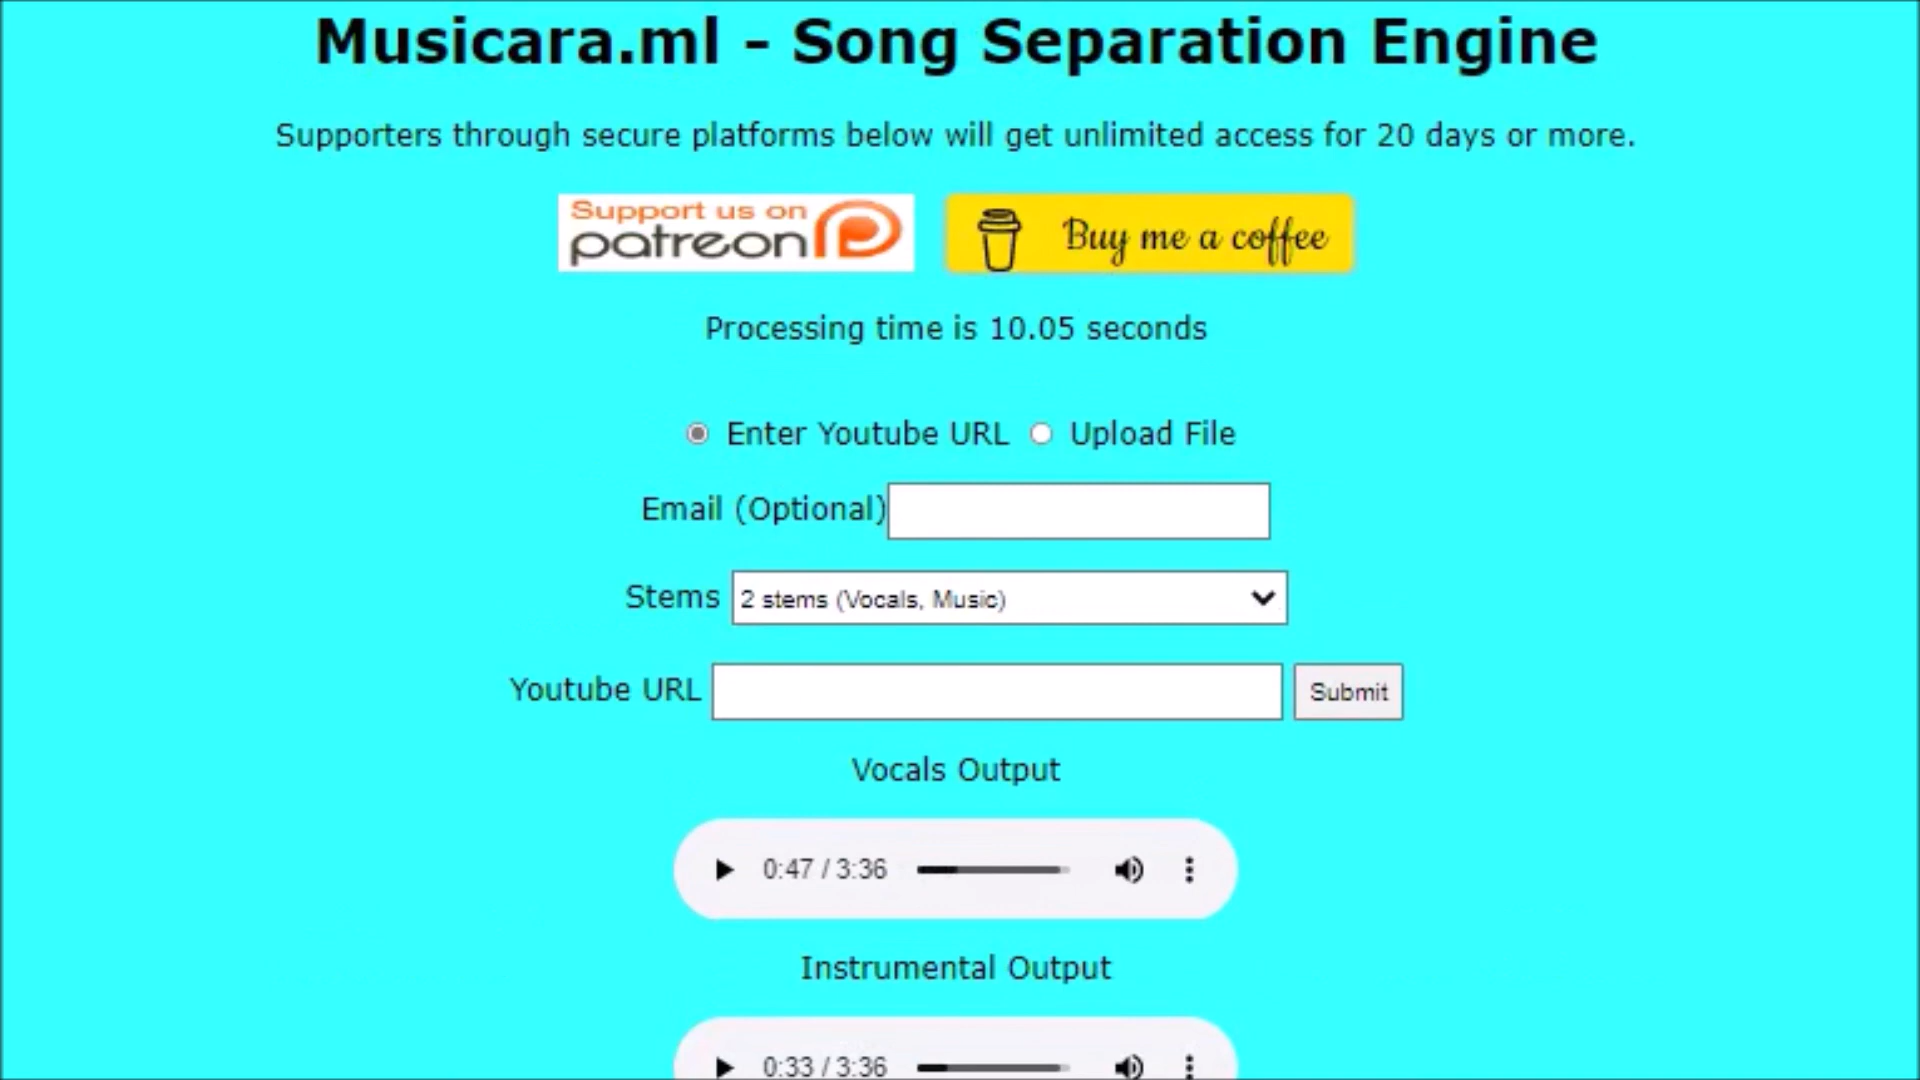 Musicara.ml - Song Separation Engine
Supporters through secure platforms below will get unlimited access for 20 days or more.
Support us on
patreon
Buy me a coffee
Processing time is 10.05 seconds
Enter Youtube URL Upload File
Email (Optional)
Stems 2 stems (Vocals, Music)
Youtube URL Submit
Vocals Output
0:47 / 3:36
Instrumental Output
0:33 / 3:36